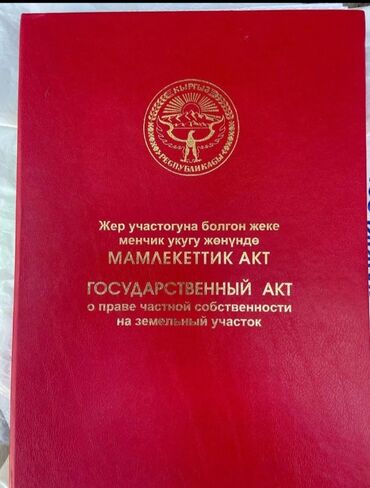 КЫРГЫЗ
РЕСПУБЛИКАСЫ
Жер участогуна болгон жеке
менчик укугу жөнүндө
МАМЛЕКЕТТИК АКТ
ГОСУДАРСТВЕННЫЙ АКТ
о праве частной собственности
на земельный участок